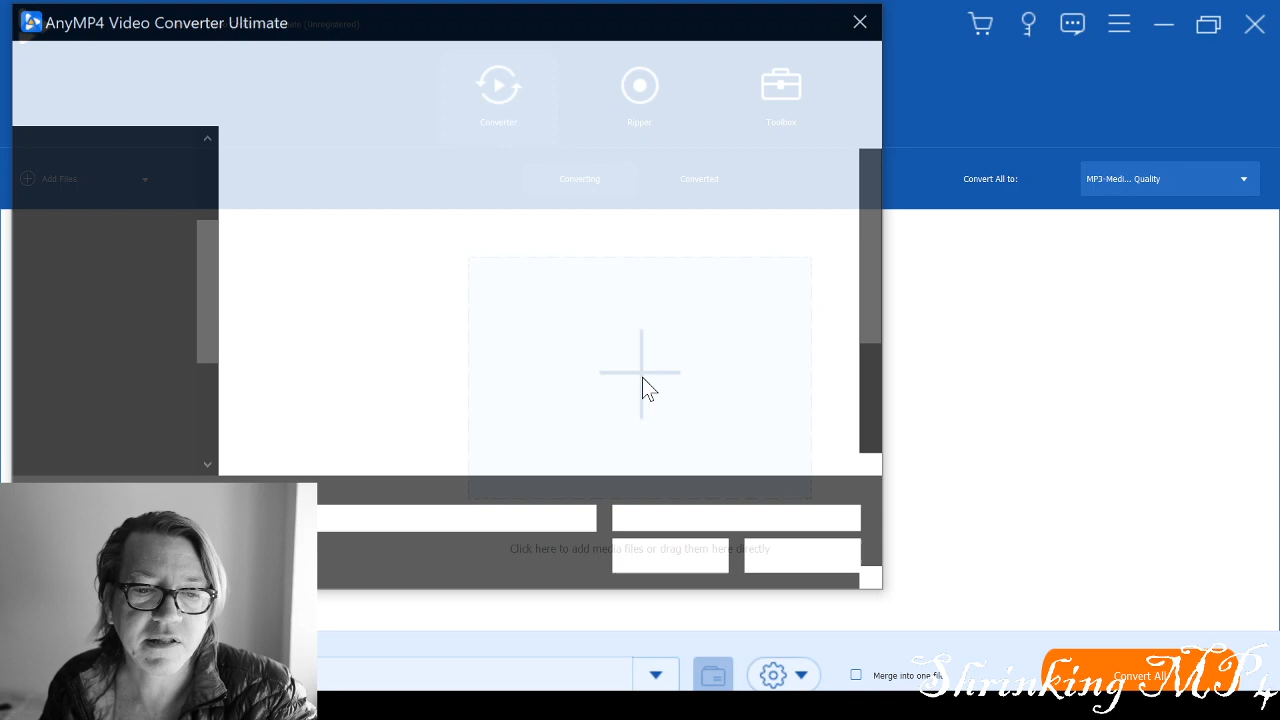 AnyMP4 Video Converter Ultimate
(Unregistered)
Converter
Ripper
Toolbox
Add Files
Converting
Converted
Convert All to:
MP3-Medi... Quality
Click here to add media files or drag them here directly
Merge into one file
Convert All
Shrinking MP4